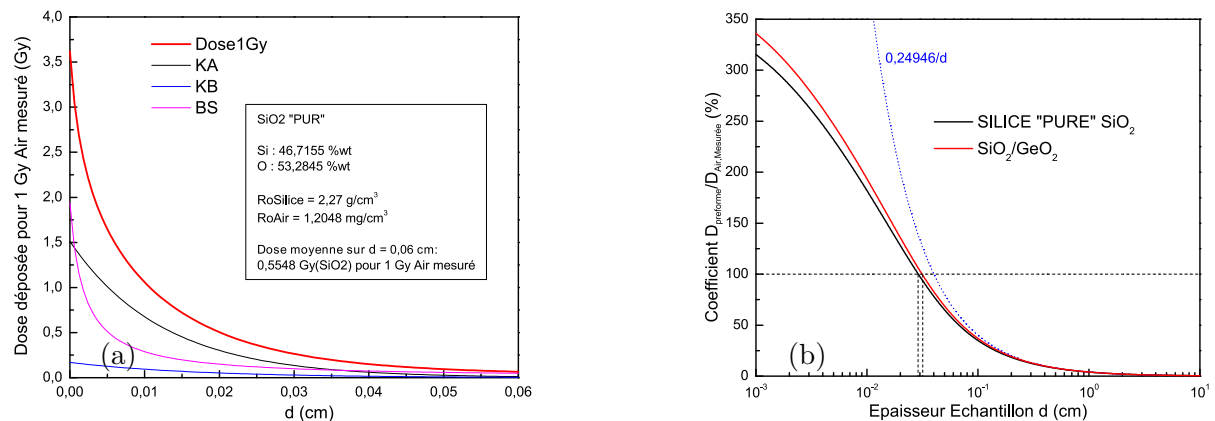 Dose déposée pour 1 Gy Air mesuré (Gy)
4,0
3,5
3,0
2,5
2,0
1,5
1,0
0,5
0,0
Dose1Gy
KA
KB
BS
SiO2 "PUR"
Si : 46,7155 %wt
O : 53,2845 %wt
RoSilice = 2,27 g/cm³
RoAir = 1,2048 mg/cm³
Dose moyenne sur d = 0,06 cm:
0,5548 Gy(SiO2) pour 1 Gy Air mesuré
(a)
0,00 0,01 0,02 0,03 0,04 0,05 0,06
d (cm)
Coefficient D_preforme/D_Air,Mesurée (%)
350
300
250
200
150
100
50
0
0,24946/d
SILICE "PURE" SiO₂
SiO₂/GeO₂
(b)
10⁻³ 10⁻² 10⁻¹ 10⁰ 10¹
Epaisseur Echantillon d (cm)